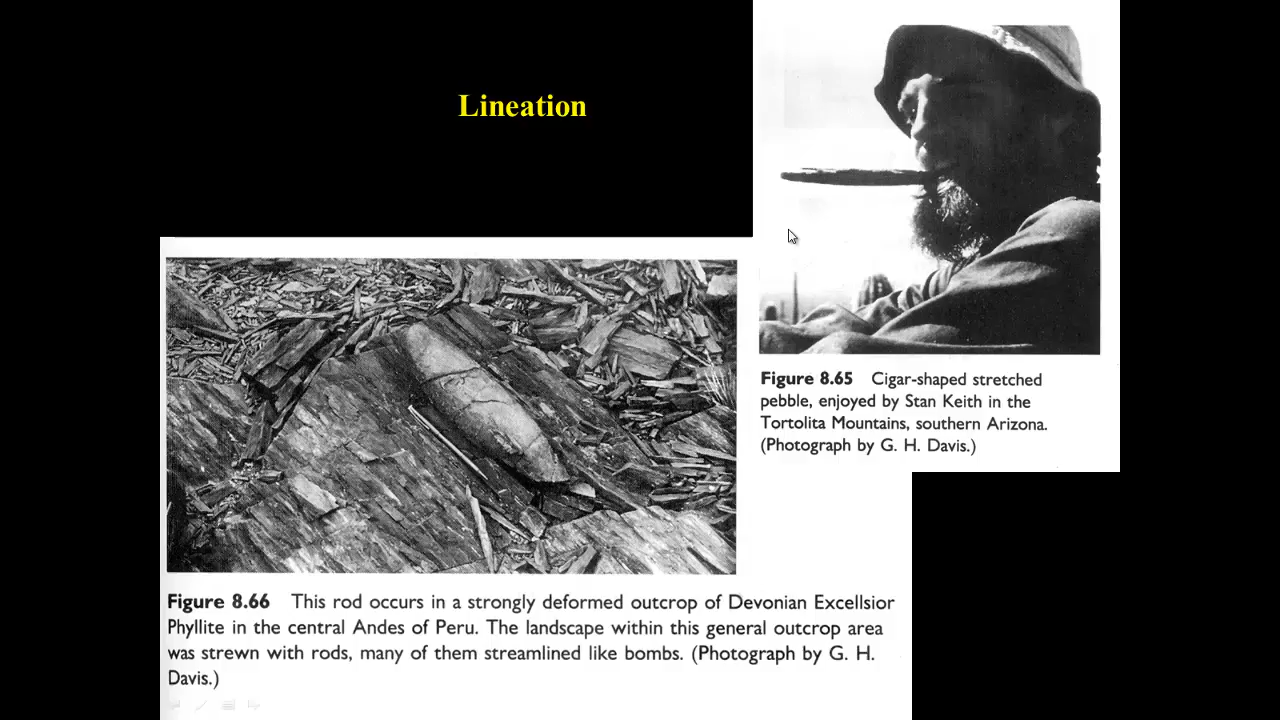 Lineation
Figure 8.65 Cigar-shaped stretched
pebble, enjoyed by Stan Keith in the
Tortolita Mountains, southern Arizona.
(Photograph by G. H. Davis.)
Figure 8.66 This rod occurs in a strongly deformed outcrop of Devonian Excellsior
Phyllite in the central Andes of Peru. The landscape within this general outcrop area
was strewn with rods, many of them streamlined like bombs. (Photograph by G. H.
Davis.)